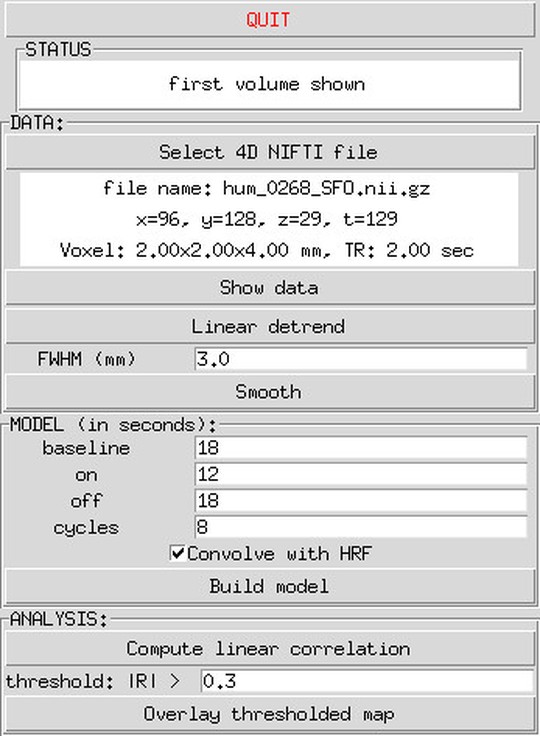 QUIT
STATUS
first volume shown
DATA:
Select 4D NIFTI file
file name: hum_0268_SFO.nii.gz
x=96, y=128, z=29, t=129
Voxel: 2.00x2.00x4.00 mm, TR: 2.00 sec
Show data
Linear detrend
FWHM (mm) 3.0
Smooth
MODEL (in seconds):
baseline 18
on 12
off 18
cycles 8
Convolve with HRF
Build model
ANALYSIS:
Compute linear correlation
threshold: |R| > 0.3
Overlay thresholded map